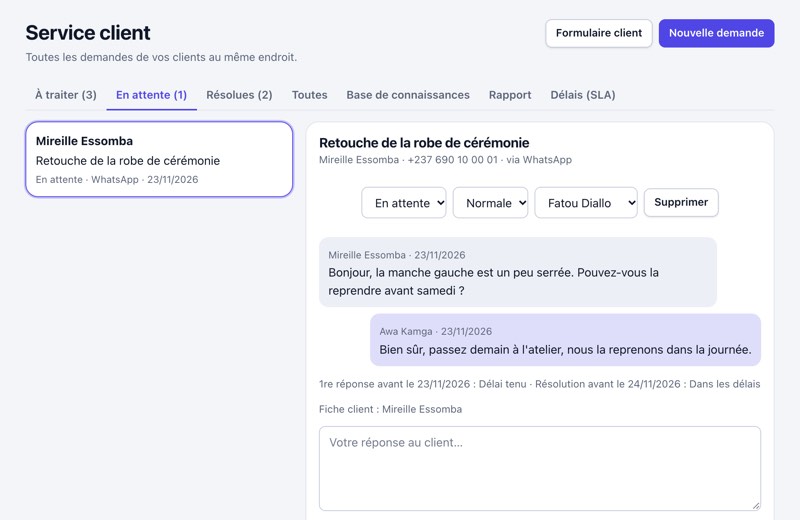 Service client
Toutes les demandes de vos clients au même endroit.
Formulaire client
Nouvelle demande
À traiter (3)
En attente (1)
Résolues (2)
Toutes
Base de connaissances
Rapport
Délais (SLA)
Mireille Essomba
Retouche de la robe de cérémonie
En attente · WhatsApp · 23/11/2026
Retouche de la robe de cérémonie
Mireille Essomba · +237 690 10 00 01 · via WhatsApp
En attente
Normale
Fatou Diallo
Supprimer
Mireille Essomba · 23/11/2026
Bonjour, la manche gauche est un peu serrée. Pouvez-vous la
reprendre avant samedi ?
Awa Kamga · 23/11/2026
Bien sûr, passez demain à l'atelier, nous la reprenons dans la journée.
1re réponse avant le 23/11/2026 : Délai tenu · Résolution avant le 24/11/2026 : Dans les délais
Fiche client : Mireille Essomba
Votre réponse au client...